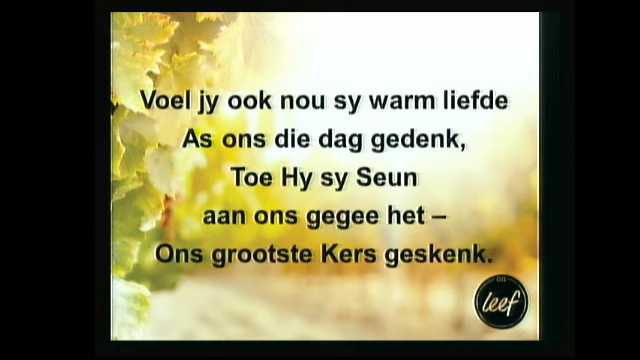 Voel jy ook nou sy warm liefde
As ons die dag gedenk,
Toe Hy sy Seun
aan ons gegee het –
Ons grootste Kers geskenk.
leef